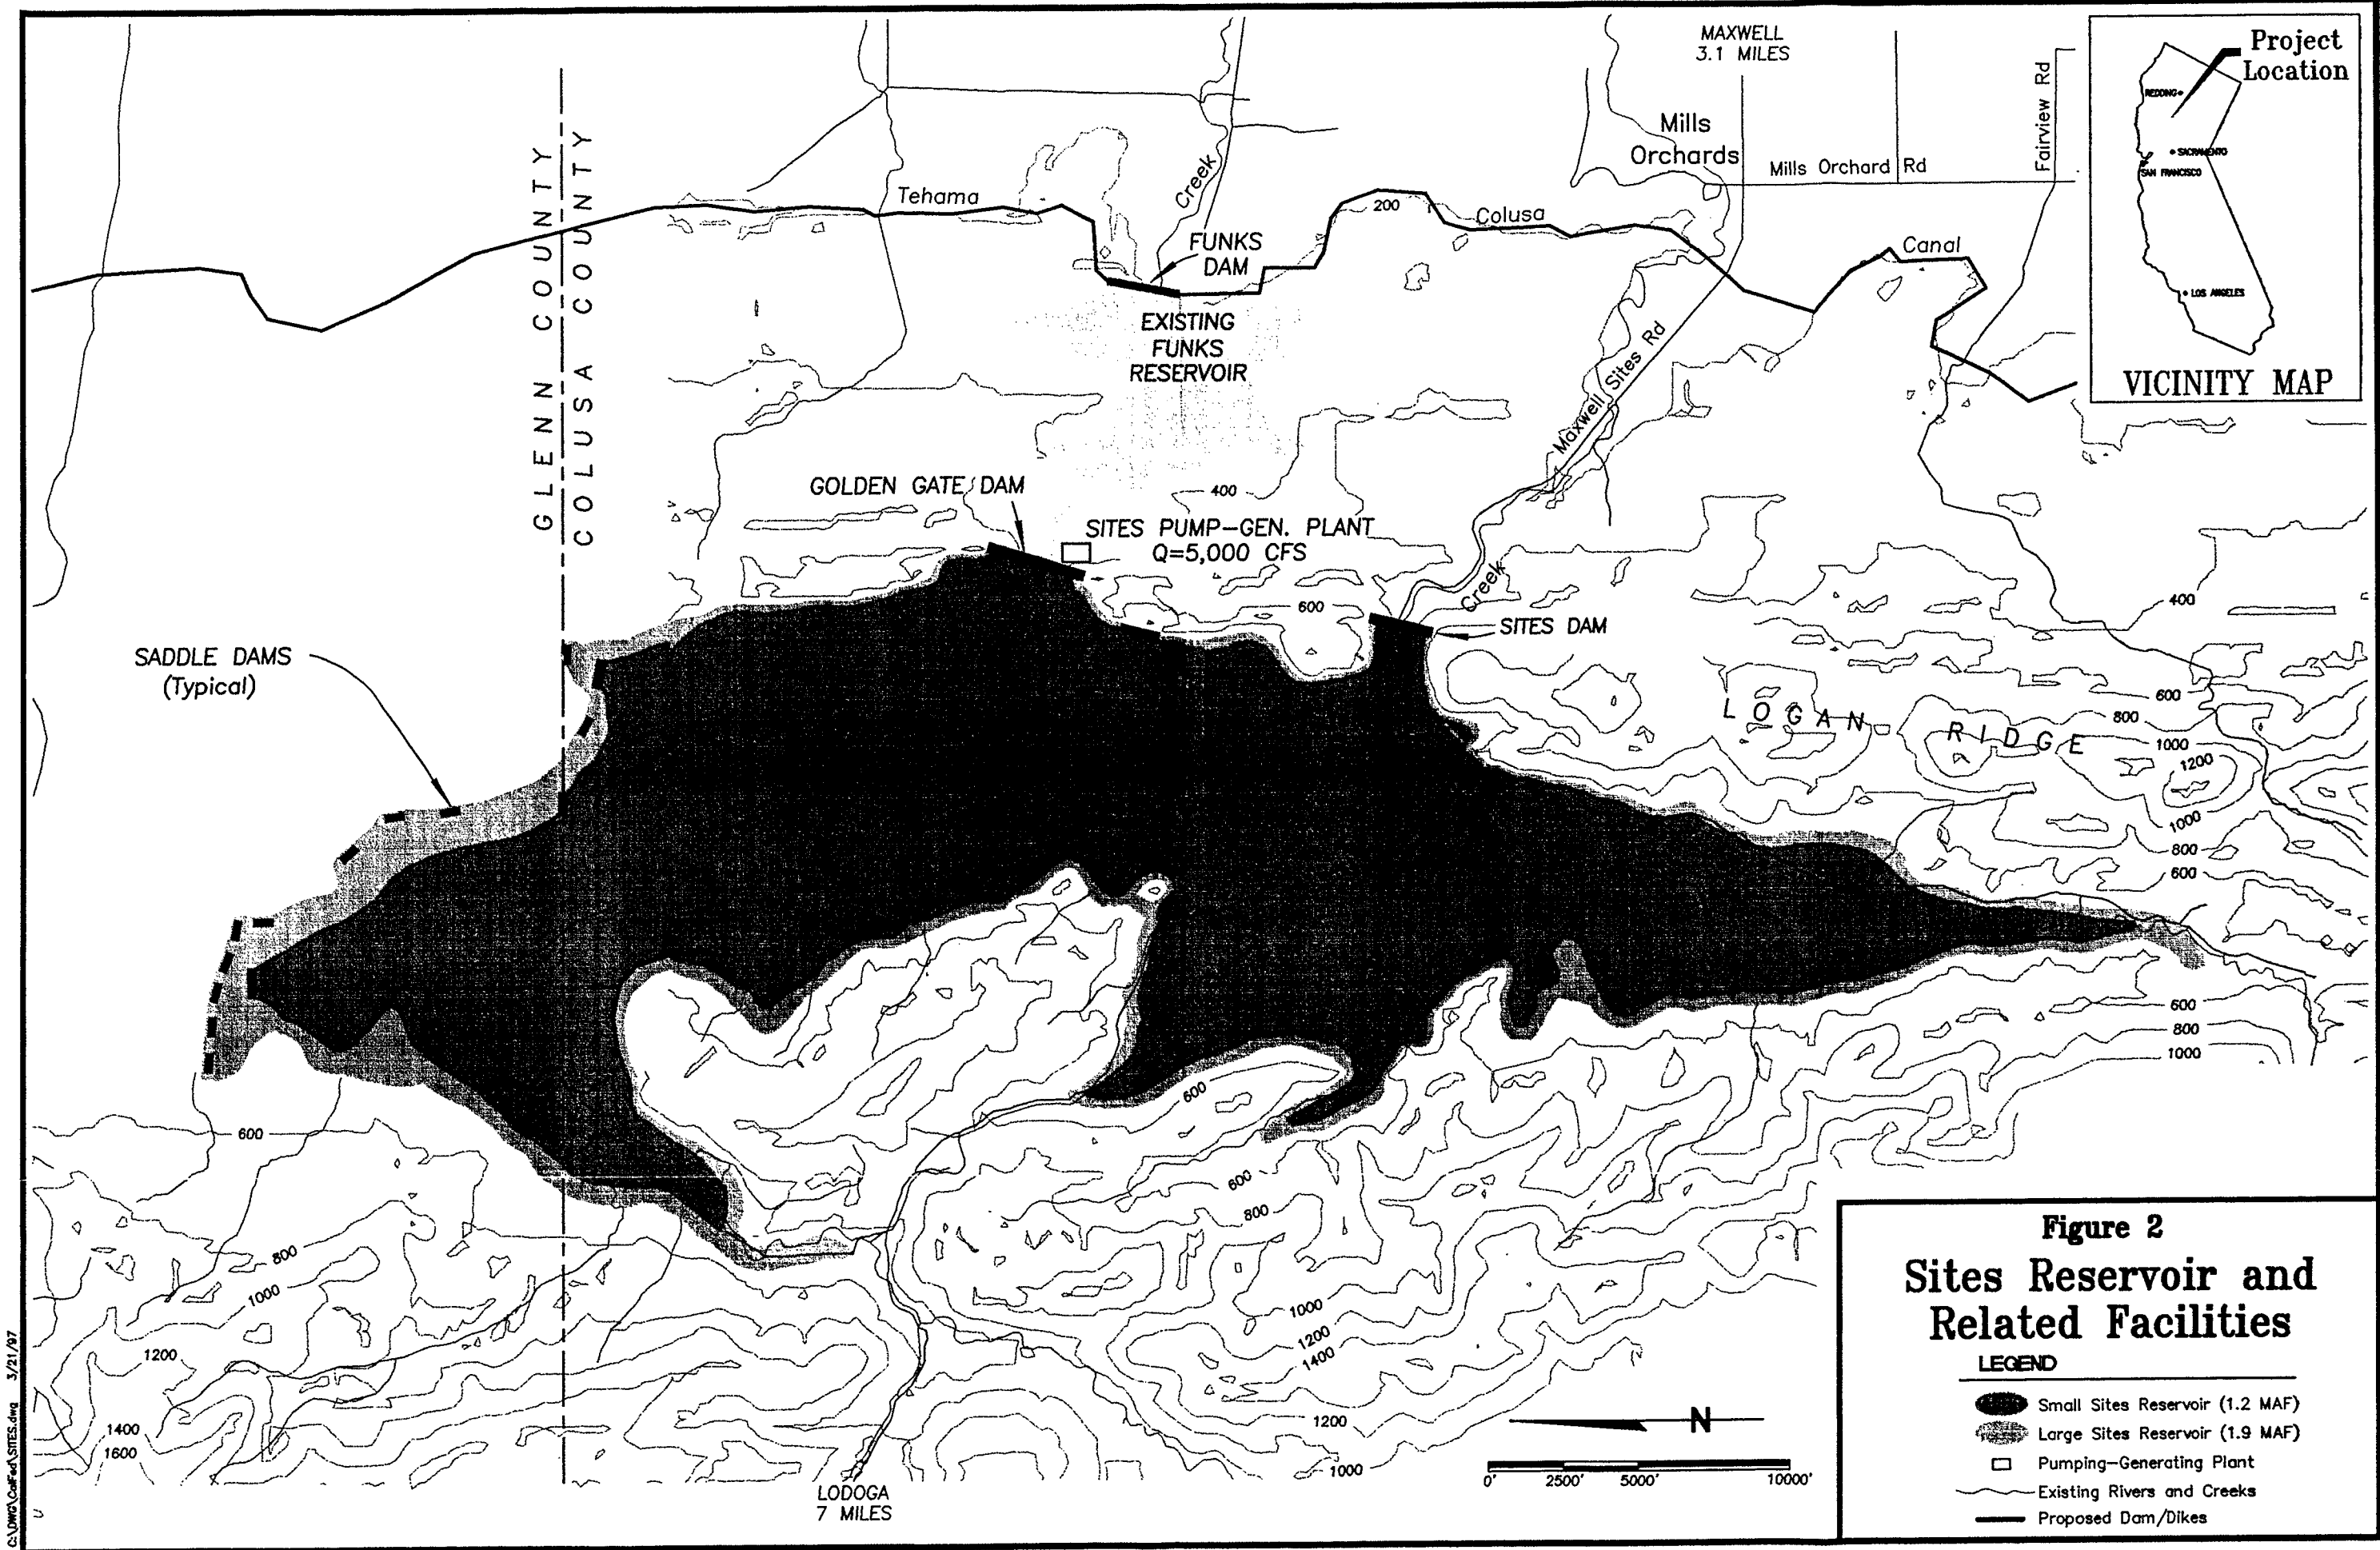 MAXWELL
3.1 MILES
Mills
Orchards
Mills Orchard Rd
Fairview Rd
Project
Location
REDDING
SACRAMENTO
SAN FRANCISCO
LOS ANGELES
VICINITY MAP
GLENN COUNTY
COLUSA COUNTY
Tehama
Creek
200
Colusa
Canal
FUNKS
DAM
EXISTING
FUNKS
RESERVOIR
Maxwell Sites Rd
GOLDEN GATE DAM
400
SITES PUMP-GEN. PLANT
Q=5,000 CFS
Creek
600
SITES DAM
400
SADDLE DAMS
(Typical)
LOGAN RIDGE
600
800
1000
1200
1000
800
600
600
800
1000
600
600
600
800
800
1000
1000
1200
1200
1400
1400
1600
1200
1000
LODOGA
7 MILES
N
0' 2500' 5000' 10000'
Figure 2
Sites Reservoir and
Related Facilities
LEGEND
Small Sites Reservoir (1.2 MAF)
Large Sites Reservoir (1.9 MAF)
Pumping-Generating Plant
Existing Rivers and Creeks
Proposed Dam/Dikes
C:\DWG\CalFed\SITES.dwg 3/21/97